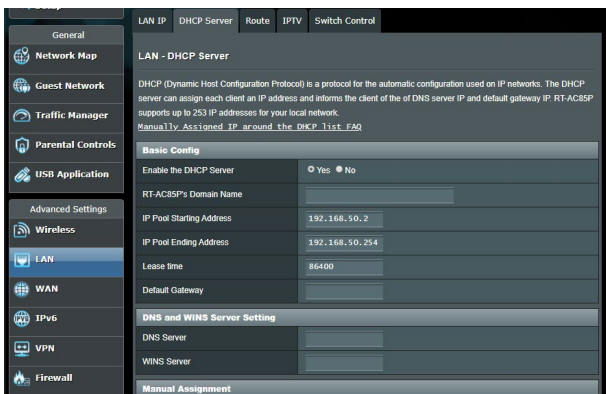 LAN IP DHCP Server Route IPTV Switch Control
General
Network Map
Guest Network
Traffic Manager
Parental Controls
USB Application
Advanced Settings
Wireless
LAN
WAN
IPv6
VPN
Firewall
LAN - DHCP Server
DHCP (Dynamic Host Configuration Protocol) is a protocol for the automatic configuration used on IP networks. The DHCP
server can assign each client an IP address and informs the client of the of DNS server IP and default gateway IP. RT-AC85P
supports up to 253 IP addresses for your local network.
Manually Assigned IP around the DHCP list FAQ
Basic Config
Enable the DHCP Server Yes No
RT-AC85P's Domain Name
IP Pool Starting Address 192.168.50.2
IP Pool Ending Address 192.168.50.254
Lease time 86400
Default Gateway
DNS and WINS Server Setting
DNS Server
WINS Server
Manual Assignment